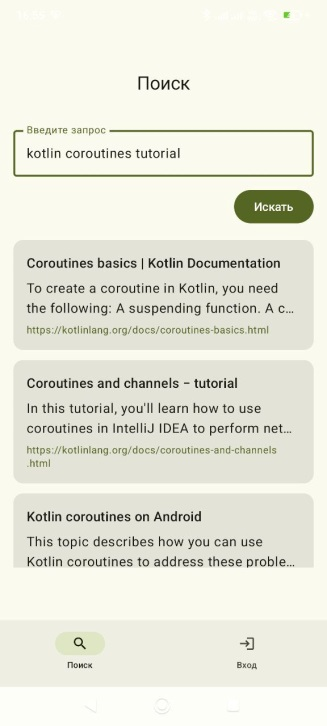 Поиск
Введите запрос
kotlin coroutines tutorial
Искать
Coroutines basics | Kotlin Documentation
To create a coroutine in Kotlin, you need
the following: A suspending function. A c…
https://kotlinlang.org/docs/coroutines-basics.html
Coroutines and channels – tutorial
In this tutorial, you'll learn how to use
coroutines in IntelliJ IDEA to perform net…
https://kotlinlang.org/docs/coroutines-and-channels
.html
Kotlin coroutines on Android
This topic describes how you can use
Kotlin coroutines to address these proble…
Поиск
Вход